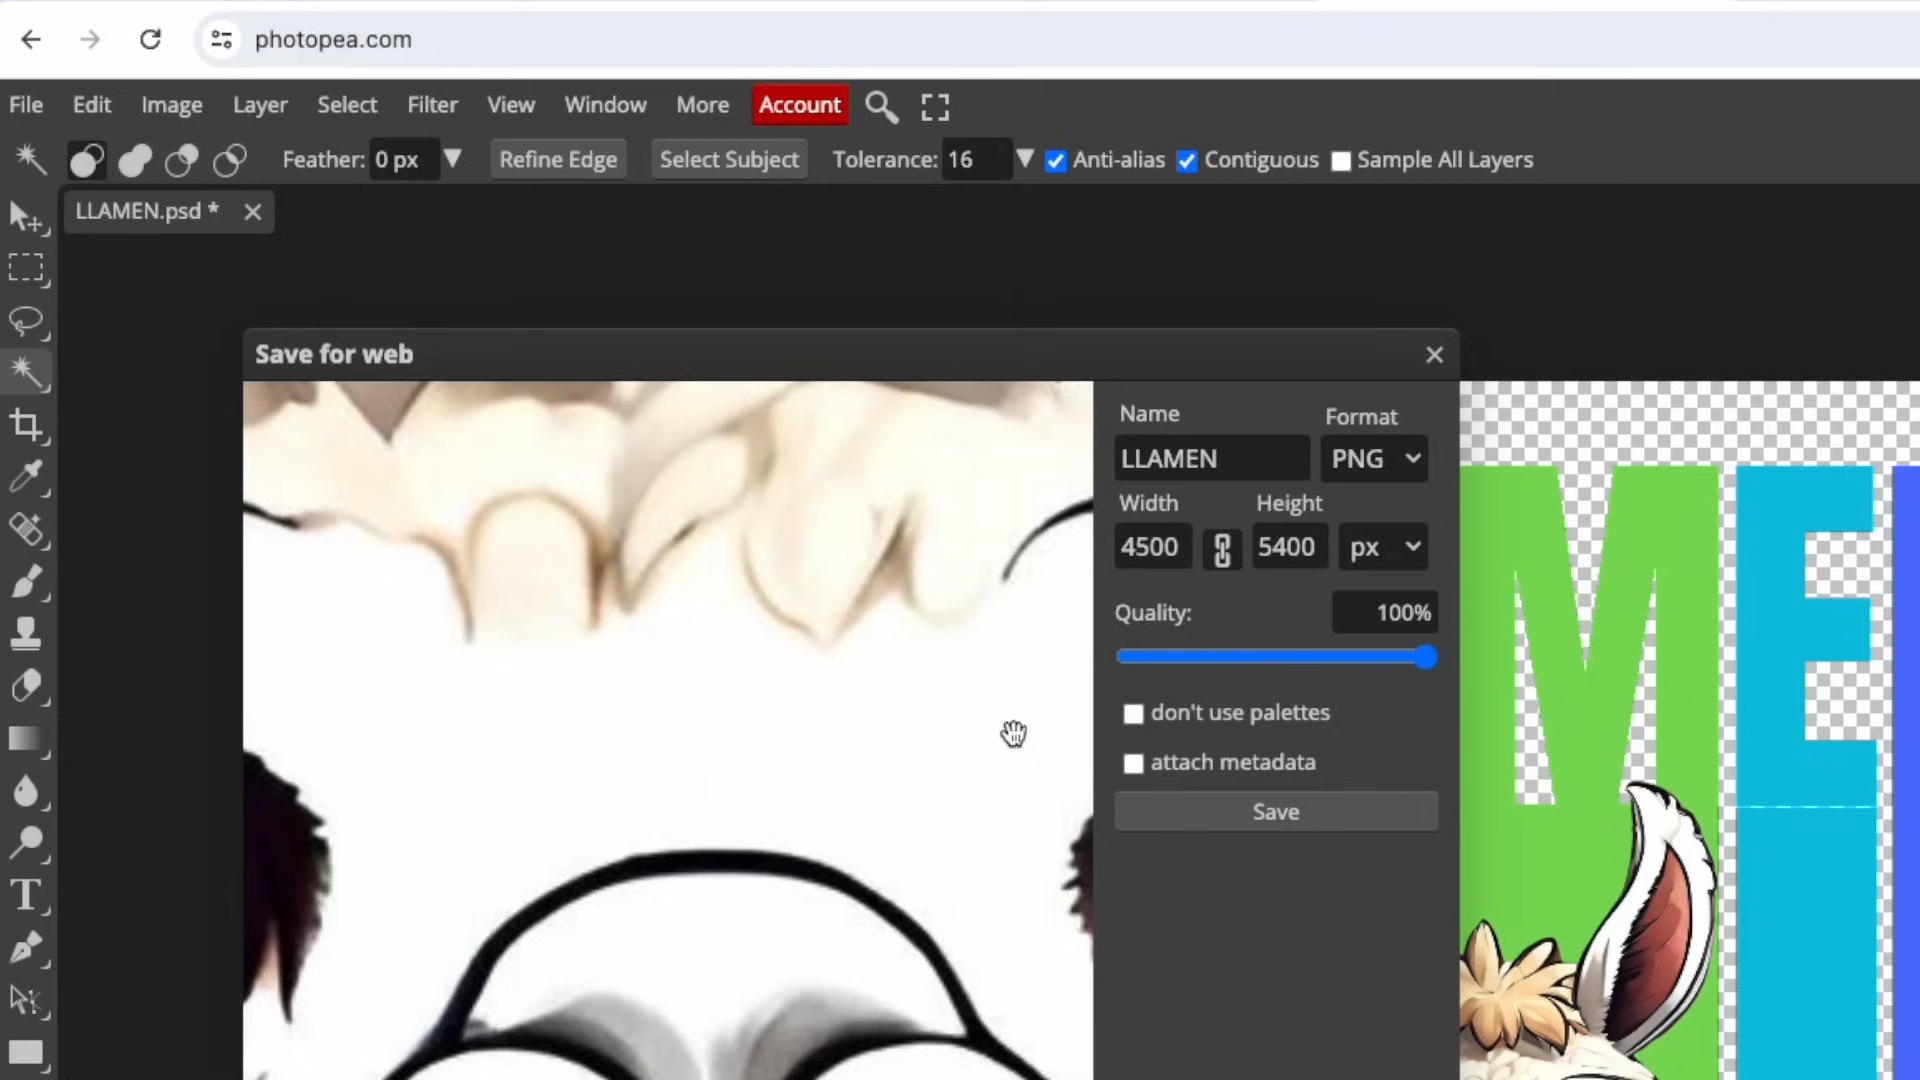 photopea.com
File Edit Image Layer Select Filter View Window More Account
Feather: 0 px Refine Edge Select Subject Tolerance: 16 Anti-alias Contiguous Sample All Layers
LLAMEN.psd *
Save for web
Name Format
LLAMEN PNG
Width Height
4500 5400 px
Quality: 100%
don't use palettes
attach metadata
Save
ME